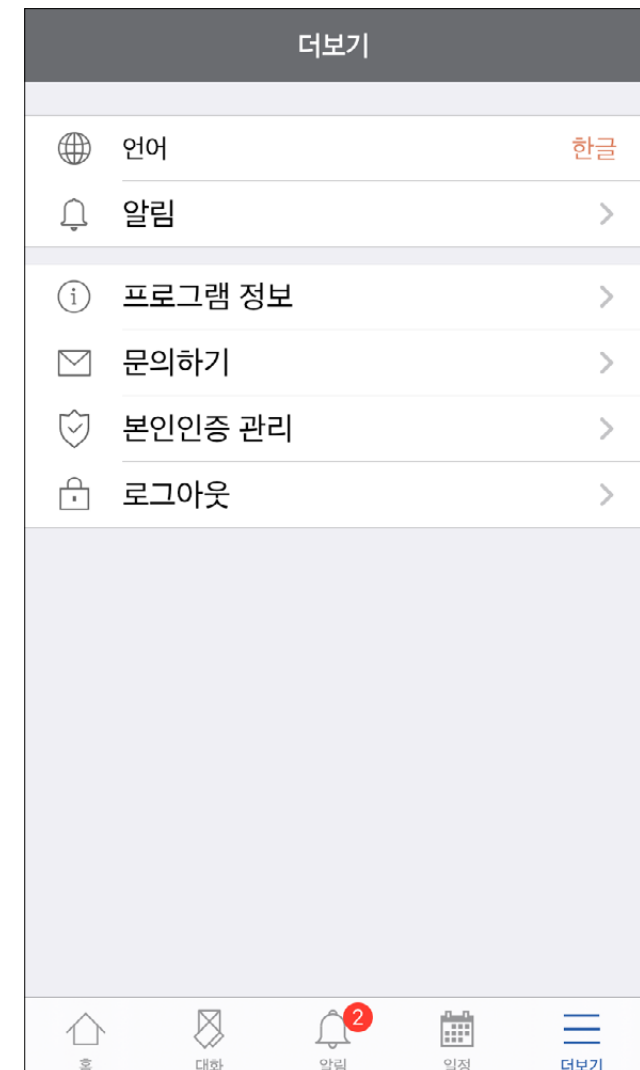 더보기
언어 한글
알림
프로그램 정보
문의하기
본인인증 관리
로그아웃
2
홈 대화 알림 일정 더보기